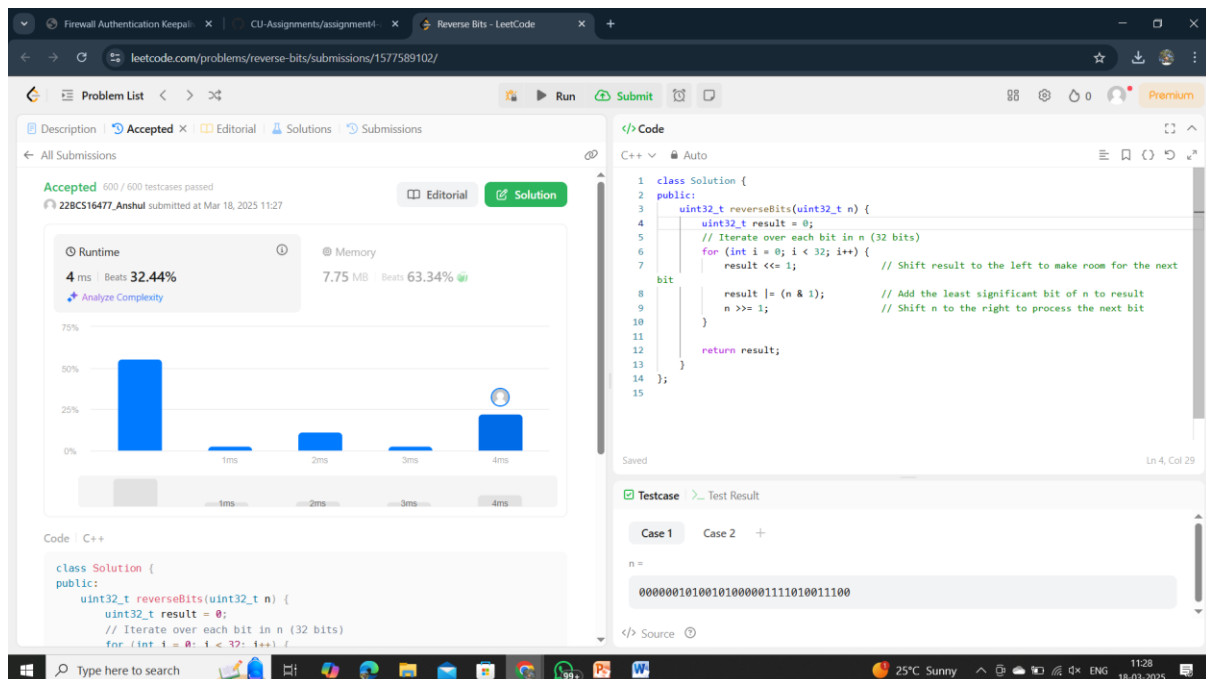 Firewall Authentication Keepali
CU-Assignments/assignment4-
Reverse Bits - LeetCode
leetcode.com/problems/reverse-bits/submissions/1577589102/
Problem List
Run
Submit
0
Premium
Description
Accepted
Editorial
Solutions
Submissions
All Submissions
Accepted 600 / 600 testcases passed
22BCS16477_Anshul submitted at Mar 18, 2025 11:27
Editorial
Solution
Runtime
4 ms Beats 32.44%
Analyze Complexity
Memory
7.75 MB Beats 63.34%
75%
50%
25%
0%
1ms 2ms 3ms 4ms
1ms 2ms 3ms 4ms
Code C++
class Solution {
public:
    uint32_t reverseBits(uint32_t n) {
        uint32_t result = 0;
        // Iterate over each bit in n (32 bits)
        for (int i = 0; i < 32; i++) {
</>Code
C++ Auto
1 class Solution {
2 public:
3     uint32_t reverseBits(uint32_t n) {
4         uint32_t result = 0;
5         // Iterate over each bit in n (32 bits)
6         for (int i = 0; i < 32; i++) {
7             result <<= 1;             // Shift result to the left to make room for the next
bit
8             result |= (n & 1);        // Add the least significant bit of n to result
9             n >>= 1;                  // Shift n to the right to process the next bit
10         }
11
12         return result;
13     }
14 };
15
Saved
Ln 4, Col 29
Testcase
Test Result
Case 1 Case 2
n =
00000010100101000001111010011100
</> Source
Type here to search
99+
25°C Sunny
ENG
11:28
18-03-2025